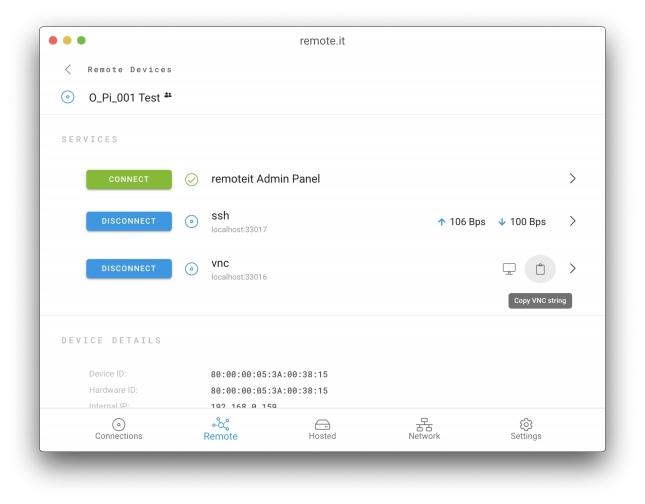 remote.it
Remote Devices
O_Pi_001 Test
SERVICES
CONNECT remoteit Admin Panel
DISCONNECT ssh 106 Bps 100 Bps
localhost:33017
DISCONNECT vnc
localhost:33016
Copy VNC string
DEVICE DETAILS
Device ID: 80:00:00:05:3A:00:38:15
Hardware ID: 80:00:00:05:3A:00:38:15
Internal IP: 192.168.0.159
Connections Remote Hosted Network Settings